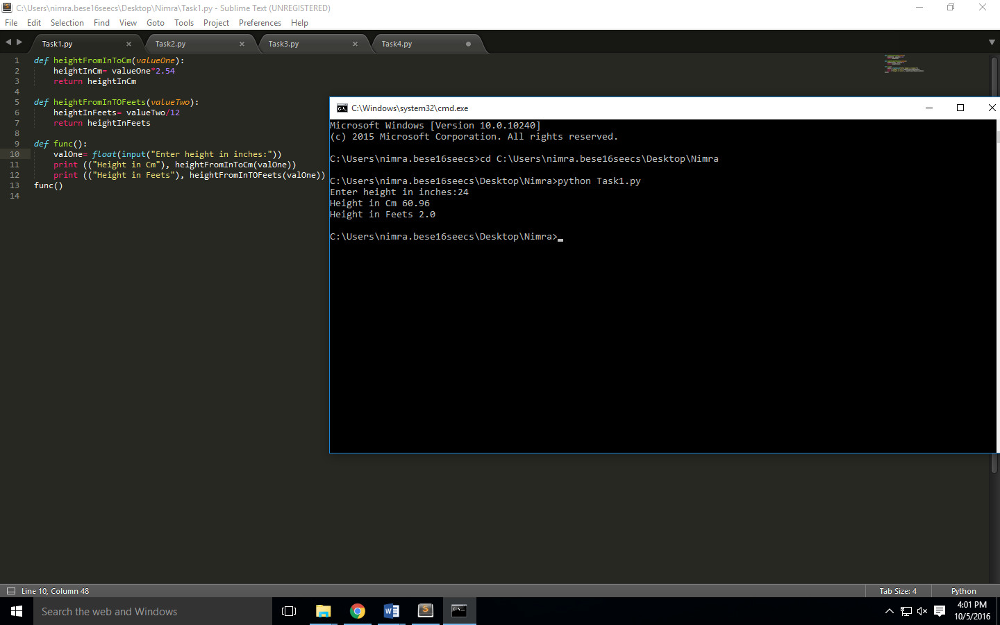 C:\Users\nimra.bese16seecs\Desktop\Nimra\Task1.py - Sublime Text (UNREGISTERED)
File Edit Selection Find View Goto Tools Project Preferences Help
Task1.py Task2.py Task3.py Task4.py
1 def heightFromInToCm(valueOne):
2 heightInCm= valueOne*2.54
3 return heightInCm
4
5 def heightFromInTOFeets(valueTwo):
6 heightInFeets= valueTwo/12
7 return heightInFeets
8
9 def func():
10 valOne= float(input("Enter height in inches:"))
11 print (("Height in Cm"), heightFromInToCm(valOne))
12 print (("Height in Feets"), heightFromInTOFeets(valOne))
13 func()
14
C:\Windows\system32\cmd.exe
Microsoft Windows [Version 10.0.10240]
(c) 2015 Microsoft Corporation. All rights reserved.
C:\Users\nimra.bese16seecs>cd C:\Users\nimra.bese16seecs\Desktop\Nimra
C:\Users\nimra.bese16seecs\Desktop\Nimra>python Task1.py
Enter height in inches:24
Height in Cm 60.96
Height in Feets 2.0
C:\Users\nimra.bese16seecs\Desktop\Nimra>
Line 10, Column 48 Tab Size: 4 Python
Search the web and Windows
4:01 PM
10/5/2016